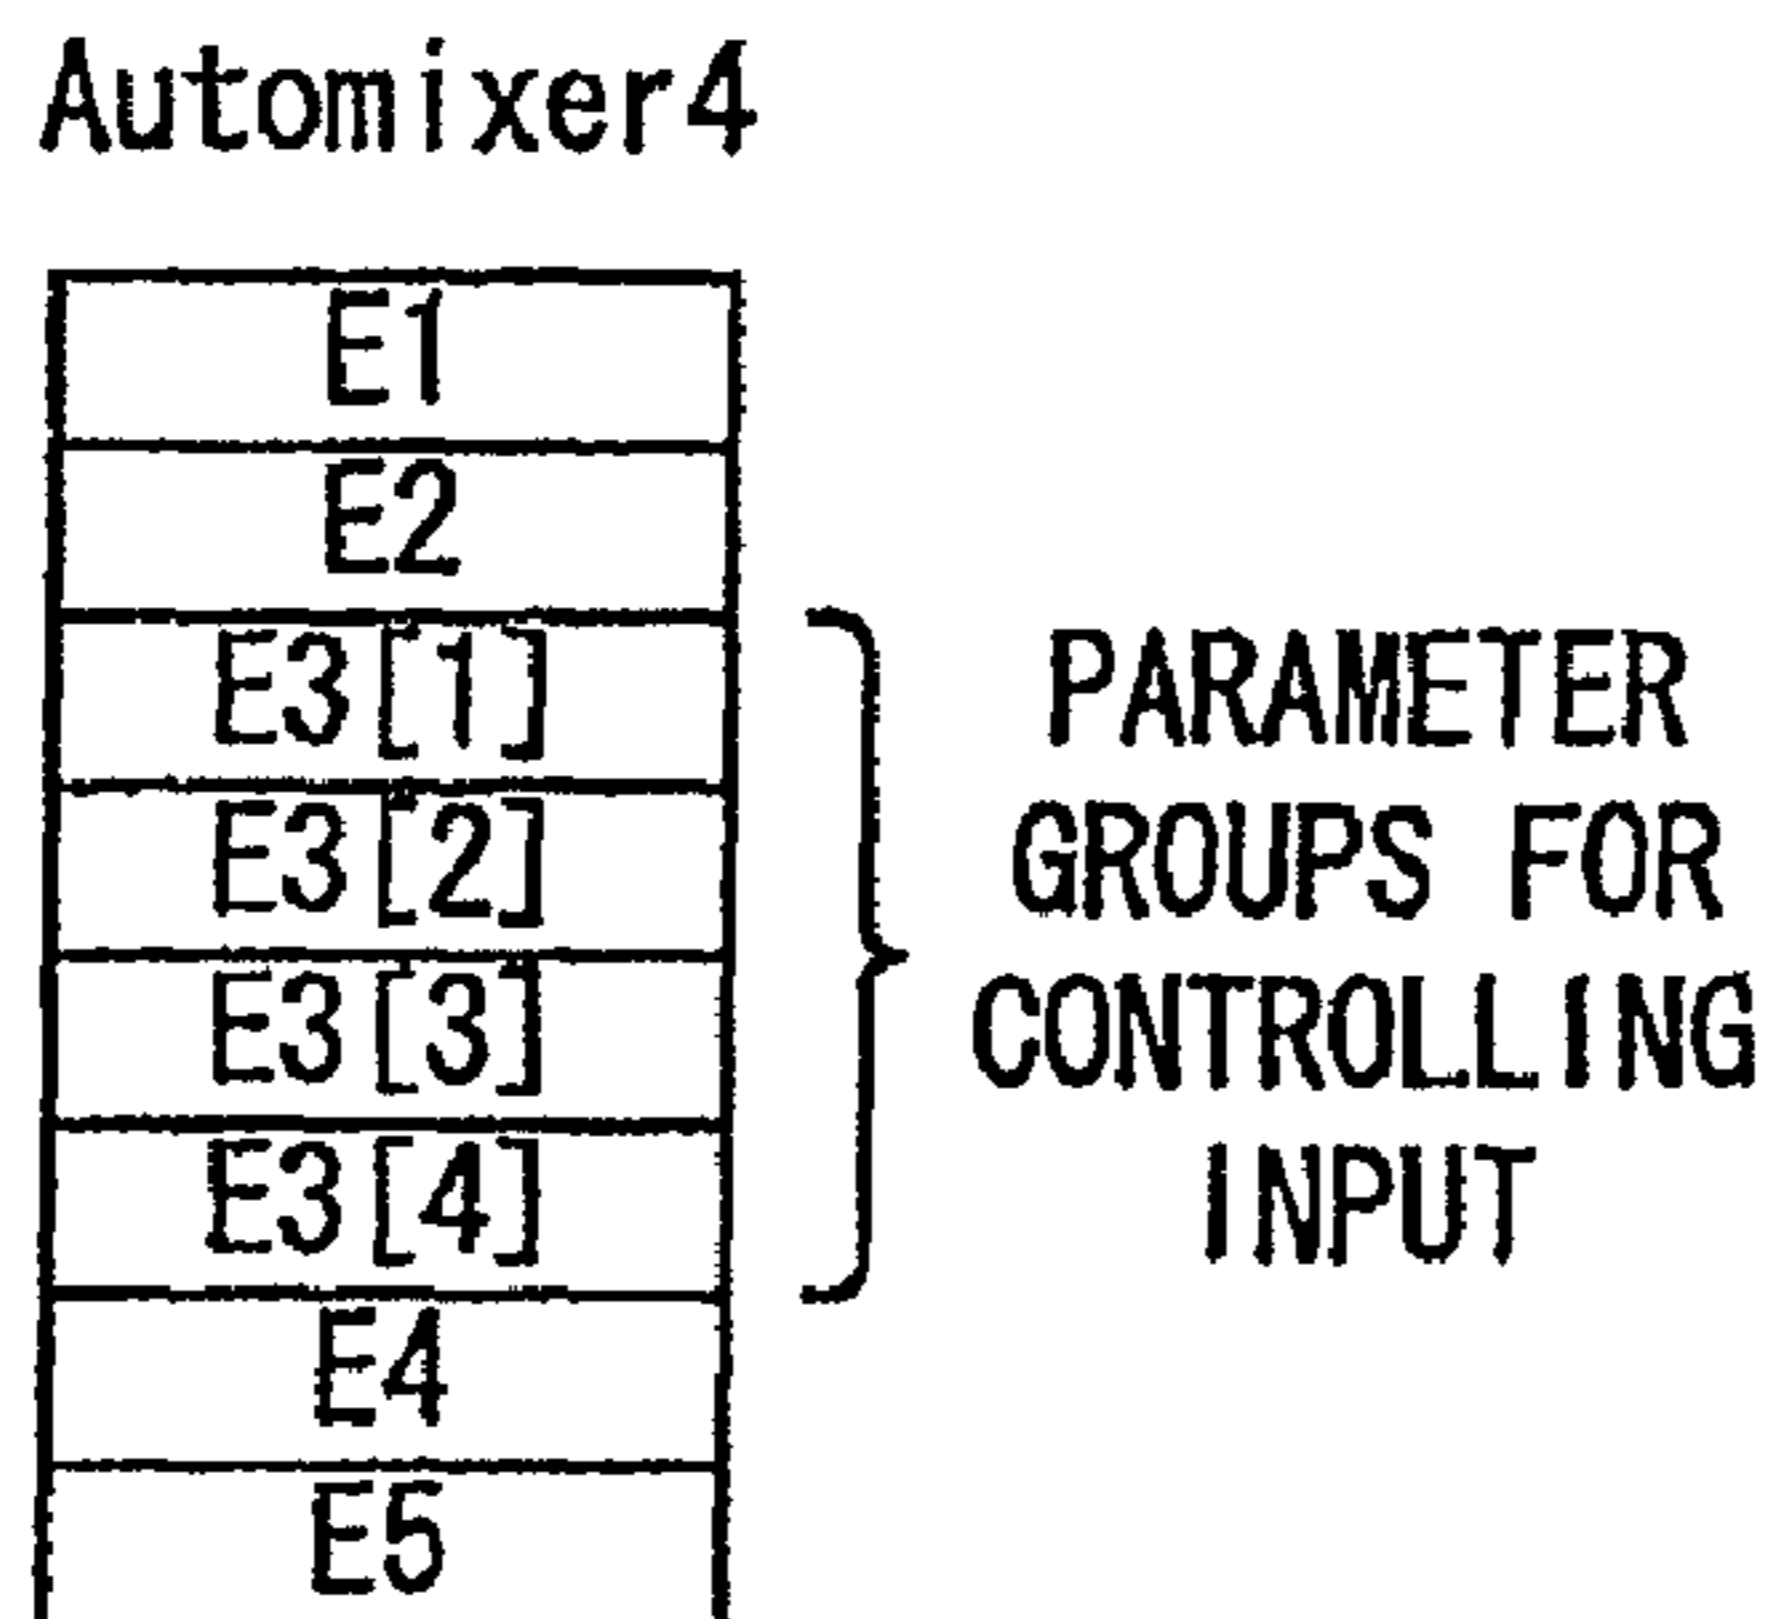 Automixer4
E1
E2
E3[1]
E3[2]
E3[3]
E3[4]
E4
E5
PARAMETER
GROUPS FOR
CONTROLLING
INPUT